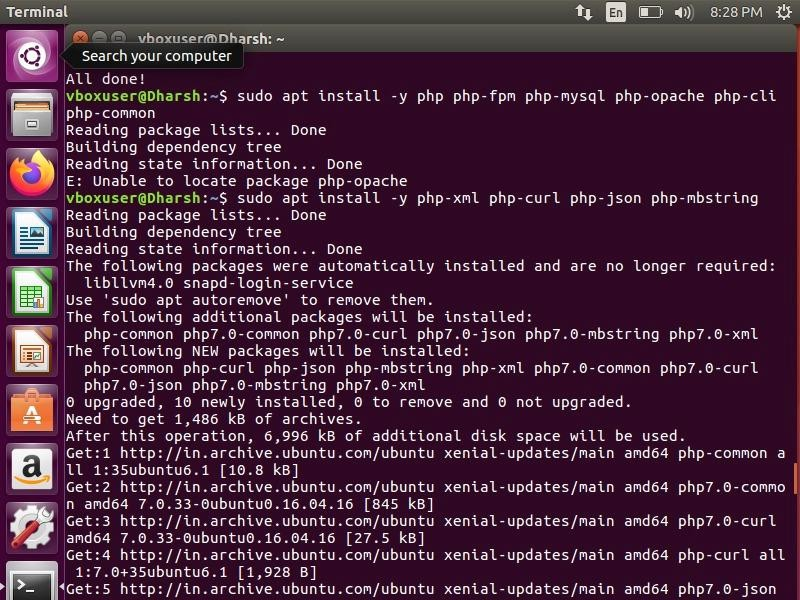 Terminal
En
8:28 PM
vboxuser@Dharsh: ~
Search your computer
All done!
vboxuser@Dharsh:~$ sudo apt install -y php php-fpm php-mysql php-opache php-cli
php-common
Reading package lists... Done
Building dependency tree
Reading state information... Done
E: Unable to locate package php-opache
vboxuser@Dharsh:~$ sudo apt install -y php-xml php-curl php-json php-mbstring
Reading package lists... Done
Building dependency tree
Reading state information... Done
The following packages were automatically installed and are no longer required:
  libllvm4.0 snapd-login-service
Use 'sudo apt autoremove' to remove them.
The following additional packages will be installed:
  php-common php7.0-common php7.0-curl php7.0-json php7.0-mbstring php7.0-xml
The following NEW packages will be installed:
  php-common php-curl php-json php-mbstring php-xml php7.0-common php7.0-curl
  php7.0-json php7.0-mbstring php7.0-xml
0 upgraded, 10 newly installed, 0 to remove and 0 not upgraded.
Need to get 1,486 kB of archives.
After this operation, 6,996 kB of additional disk space will be used.
Get:1 http://in.archive.ubuntu.com/ubuntu xenial-updates/main amd64 php-common a
ll 1:35ubuntu6.1 [10.8 kB]
Get:2 http://in.archive.ubuntu.com/ubuntu xenial-updates/main amd64 php7.0-commo
n amd64 7.0.33-0ubuntu0.16.04.16 [845 kB]
Get:3 http://in.archive.ubuntu.com/ubuntu xenial-updates/main amd64 php7.0-curl
amd64 7.0.33-0ubuntu0.16.04.16 [27.5 kB]
Get:4 http://in.archive.ubuntu.com/ubuntu xenial-updates/main amd64 php-curl all
 1:7.0+35ubuntu6.1 [1,928 B]
Get:5 http://in.archive.ubuntu.com/ubuntu xenial-updates/main amd64 php7.0-json